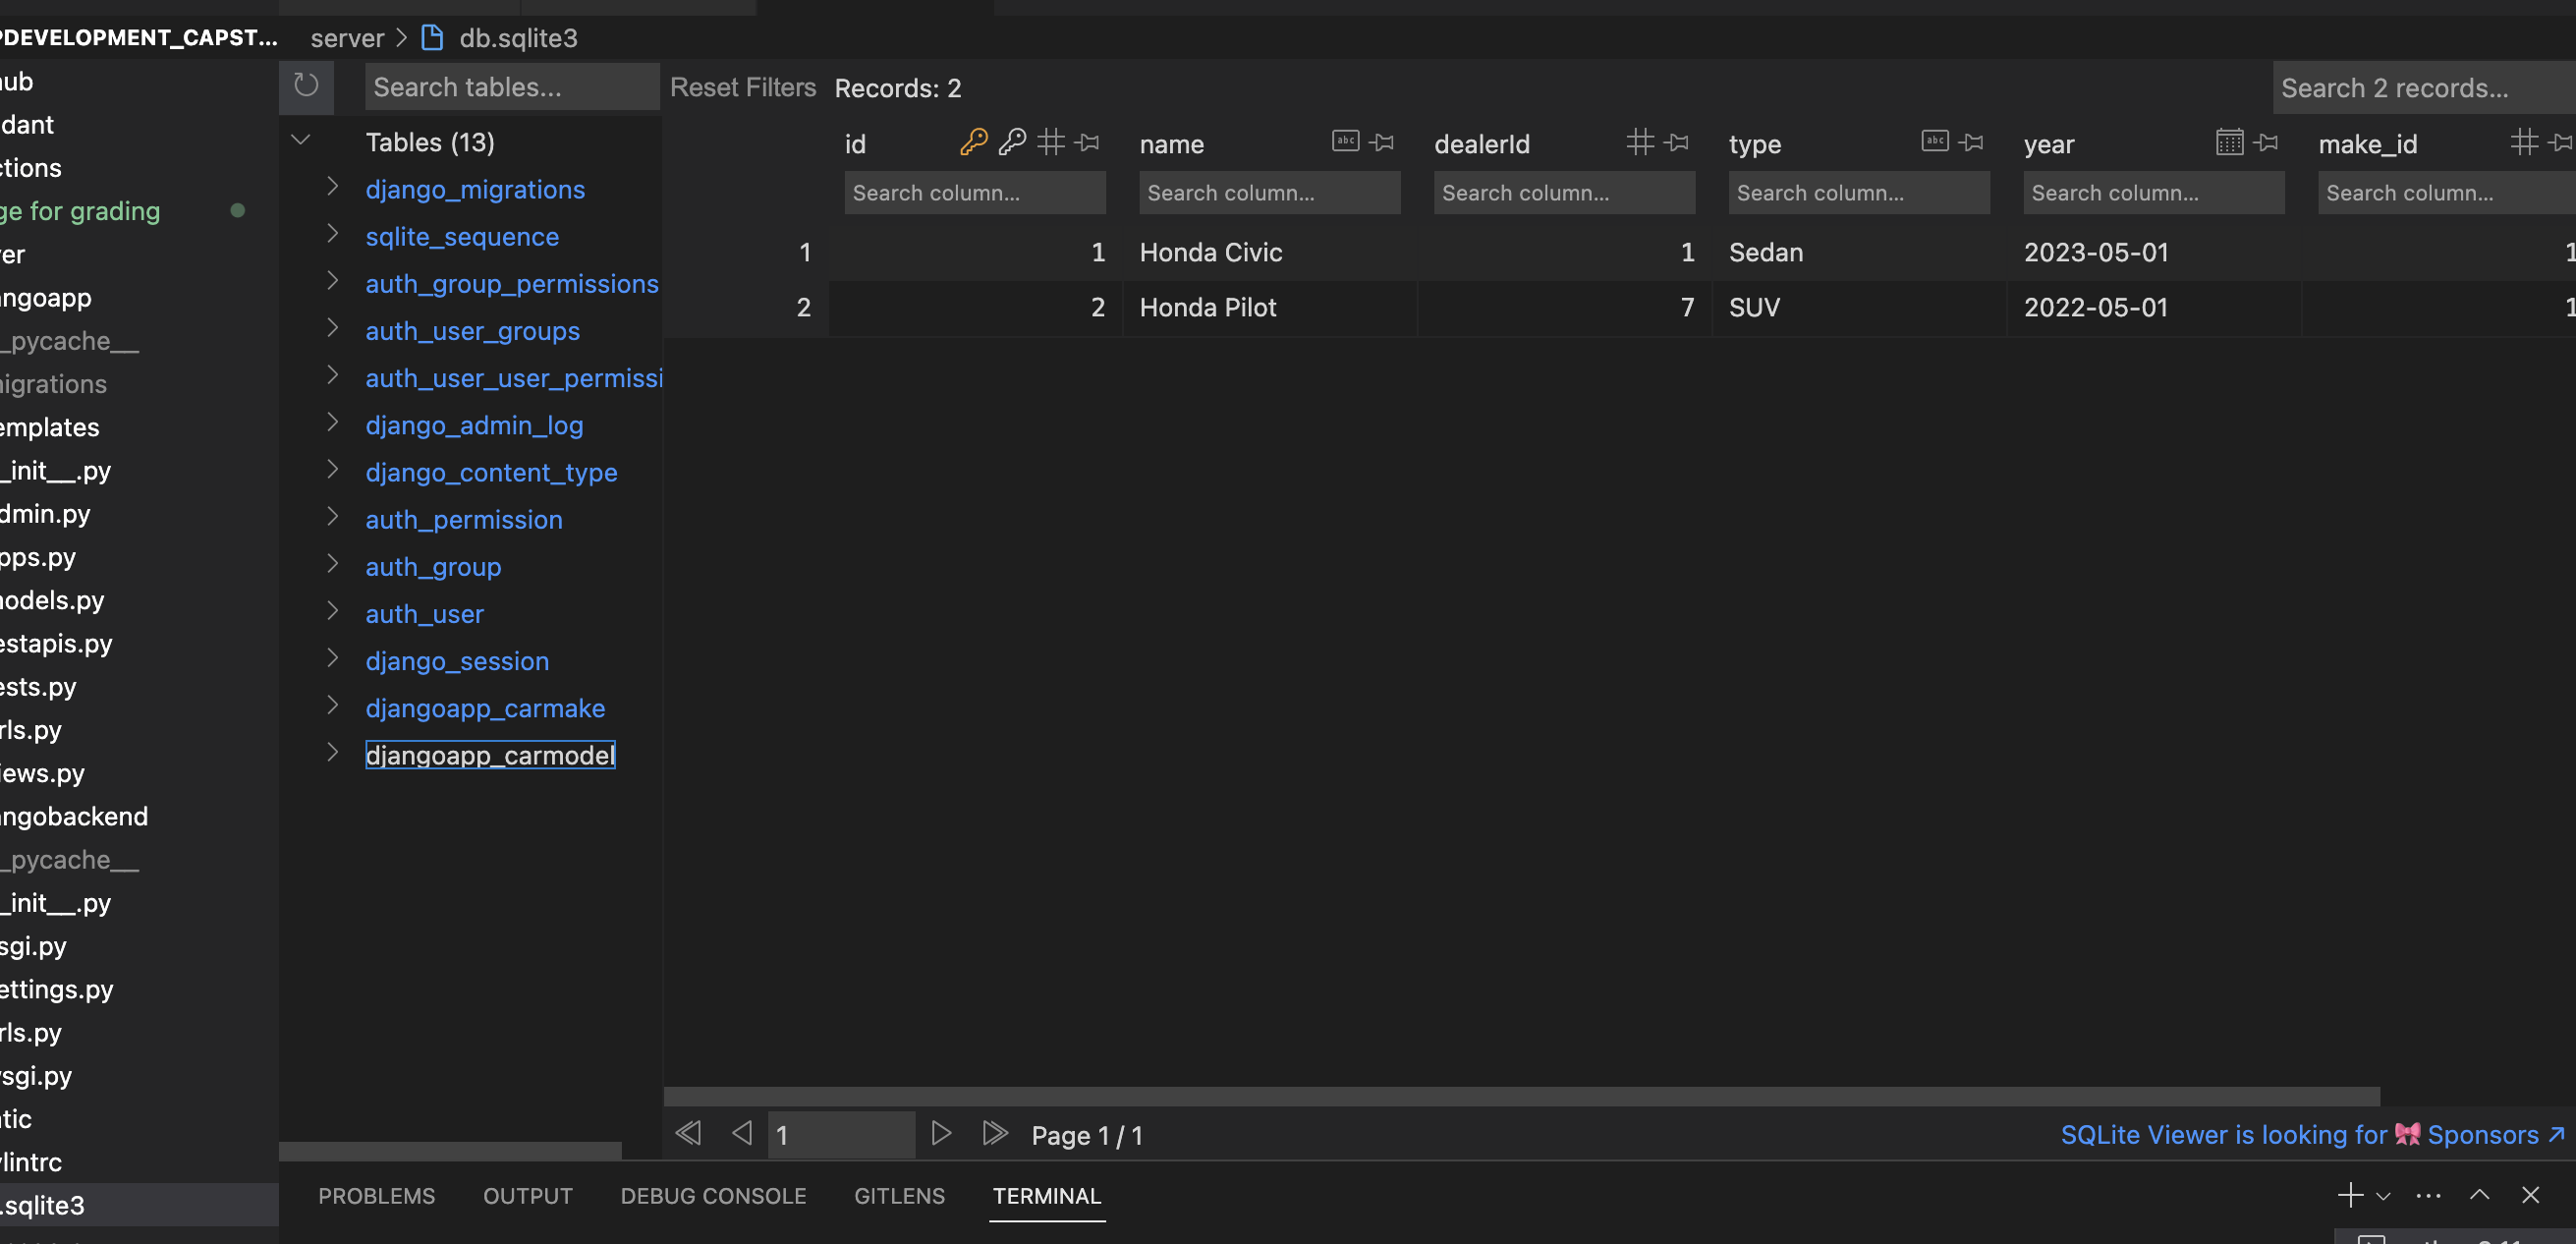 PDEVELOPMENT_CAPST...
server > db.sqlite3
ub
dant
ctions
ge for grading
er
ngoapp
_pycache__
igrations
emplates
_init__.py
dmin.py
pps.py
odels.py
estapis.py
ests.py
rls.py
iews.py
ngobackend
_pycache__
_init__.py
sgi.py
ettings.py
rls.py
sgi.py
tic
lintrc
.sqlite3
Search tables...
Tables (13)
django_migrations
sqlite_sequence
auth_group_permissions
auth_user_groups
auth_user_user_permissi
django_admin_log
django_content_type
auth_permission
auth_group
auth_user
django_session
djangoapp_carmake
djangoapp_carmodel
Reset Filters Records: 2 Search 2 records...
id name abc dealerId type abc year make_id
Search column... Search column... Search column... Search column... Search column... Search column...
1 1 Honda Civic 1 Sedan 2023-05-01 1
2 2 Honda Pilot 7 SUV 2022-05-01 1
1 Page 1 / 1 SQLite Viewer is looking for 🎀 Sponsors ↗
PROBLEMS OUTPUT DEBUG CONSOLE GITLENS TERMINAL